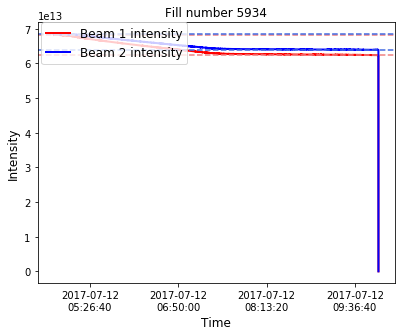 Fill number 5934
1e13
Beam 1 intensity
Beam 2 intensity
7
6
5
4
3
2
1
0
Intensity
2017-07-12
05:26:40
2017-07-12
06:50:00
2017-07-12
08:13:20
2017-07-12
09:36:40
Time